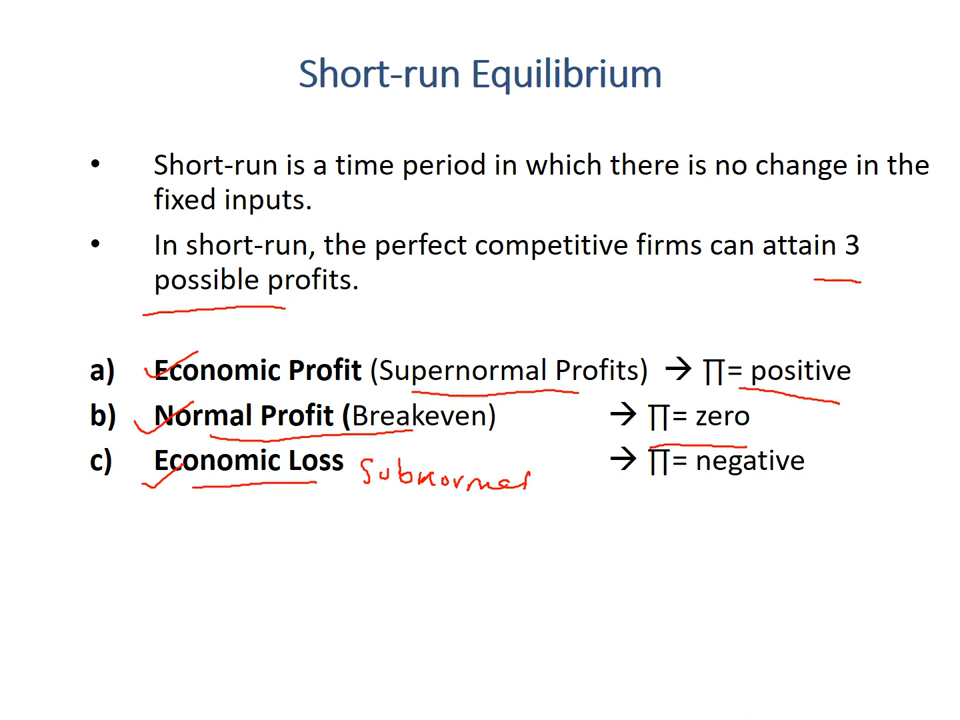 Short-run Equilibrium
• Short-run is a time period in which there is no change in the
fixed inputs.
• In short-run, the perfect competitive firms can attain 3
possible profits.
a) Economic Profit (Supernormal Profits) → ∏= positive
b) Normal Profit (Breakeven) → ∏= zero
c) Economic Loss Subnormal → ∏= negative